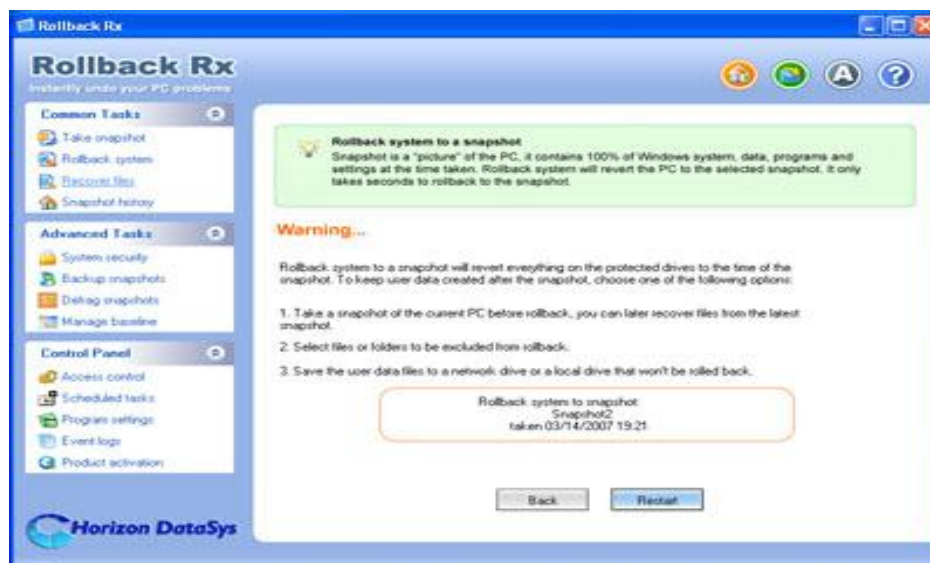 Rollback Rx
Rollback Rx
Instantly undo your PC problems
Common Tasks
Take snapshot
Rollback system
Recover files
Snapshot history
Advanced Tasks
System security
Backup snapshots
Defrag snapshots
Manage baseline
Control Panel
Access control
Scheduled tasks
Program settings
Event logs
Product activation
Horizon DataSys
A
?
Rollback system to a snapshot
Snapshot is a "picture" of the PC, it contains 100% of Windows system, data, programs and
settings at the time taken. Rollback system will revert the PC to the selected snapshot. It only
takes seconds to rollback to the snapshot.
Warning...
Rollback system to a snapshot will revert everything on the protected drives to the time of the
snapshot. To keep user data created after the snapshot, choose one of the following options:
1. Take a snapshot of the current PC before rollback, you can later recover files from the latest
snapshot.
2. Select files or folders to be excluded from rollback.
3. Save the user data files to a network drive or a local drive that won't be rolled back.
Rollback system to snapshot
Snapshot2
taken 03/14/2007 19:21
Back
Restart